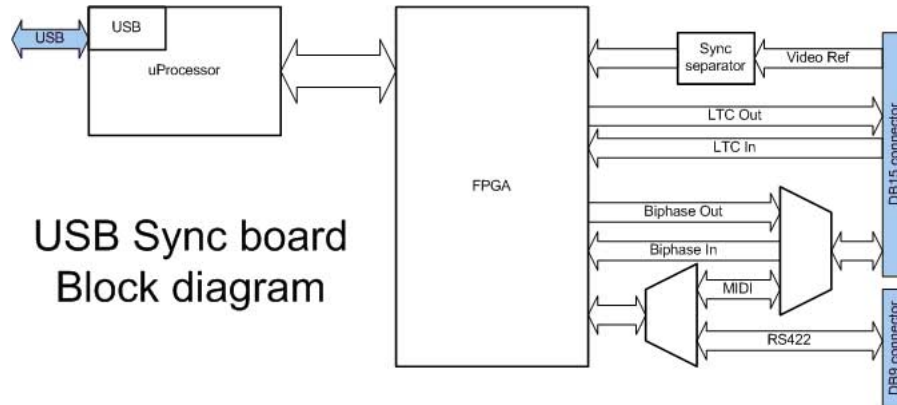 USB
USB
uProcessor
FPGA
Sync
separator
Video Ref
LTC Out
LTC In
Biphase Out
Biphase In
MIDI
RS422
DB15 connector
DB9 connector
USB Sync board
Block diagram